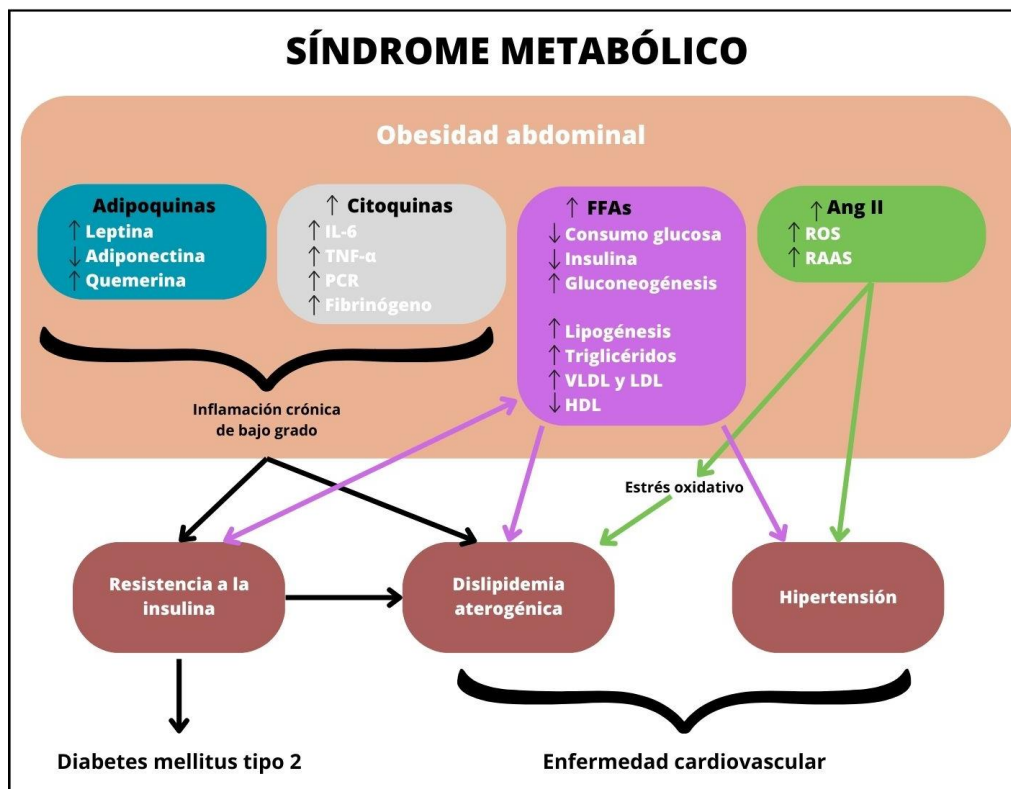 SÍNDROME METABÓLICO
Obesidad abdominal
Adipoquinas
↑ Leptina
↓ Adiponectina
↑ Quemerina
↑ Citoquinas
↑ IL-6
↑ TNF-α
↑ PCR
↑ Fibrinógeno
↑ FFAs
↓ Consumo glucosa
↓ Insulina
↑ Gluconeogénesis
↑ Lipogénesis
↑ Triglicéridos
↑ VLDL y LDL
↓ HDL
↑ Ang II
↑ ROS
↑ RAAS
Inflamación crónica
de bajo grado
Estrés oxidativo
Resistencia a la
insulina
Dislipidemia
aterogénica
Hipertensión
Diabetes mellitus tipo 2
Enfermedad cardiovascular